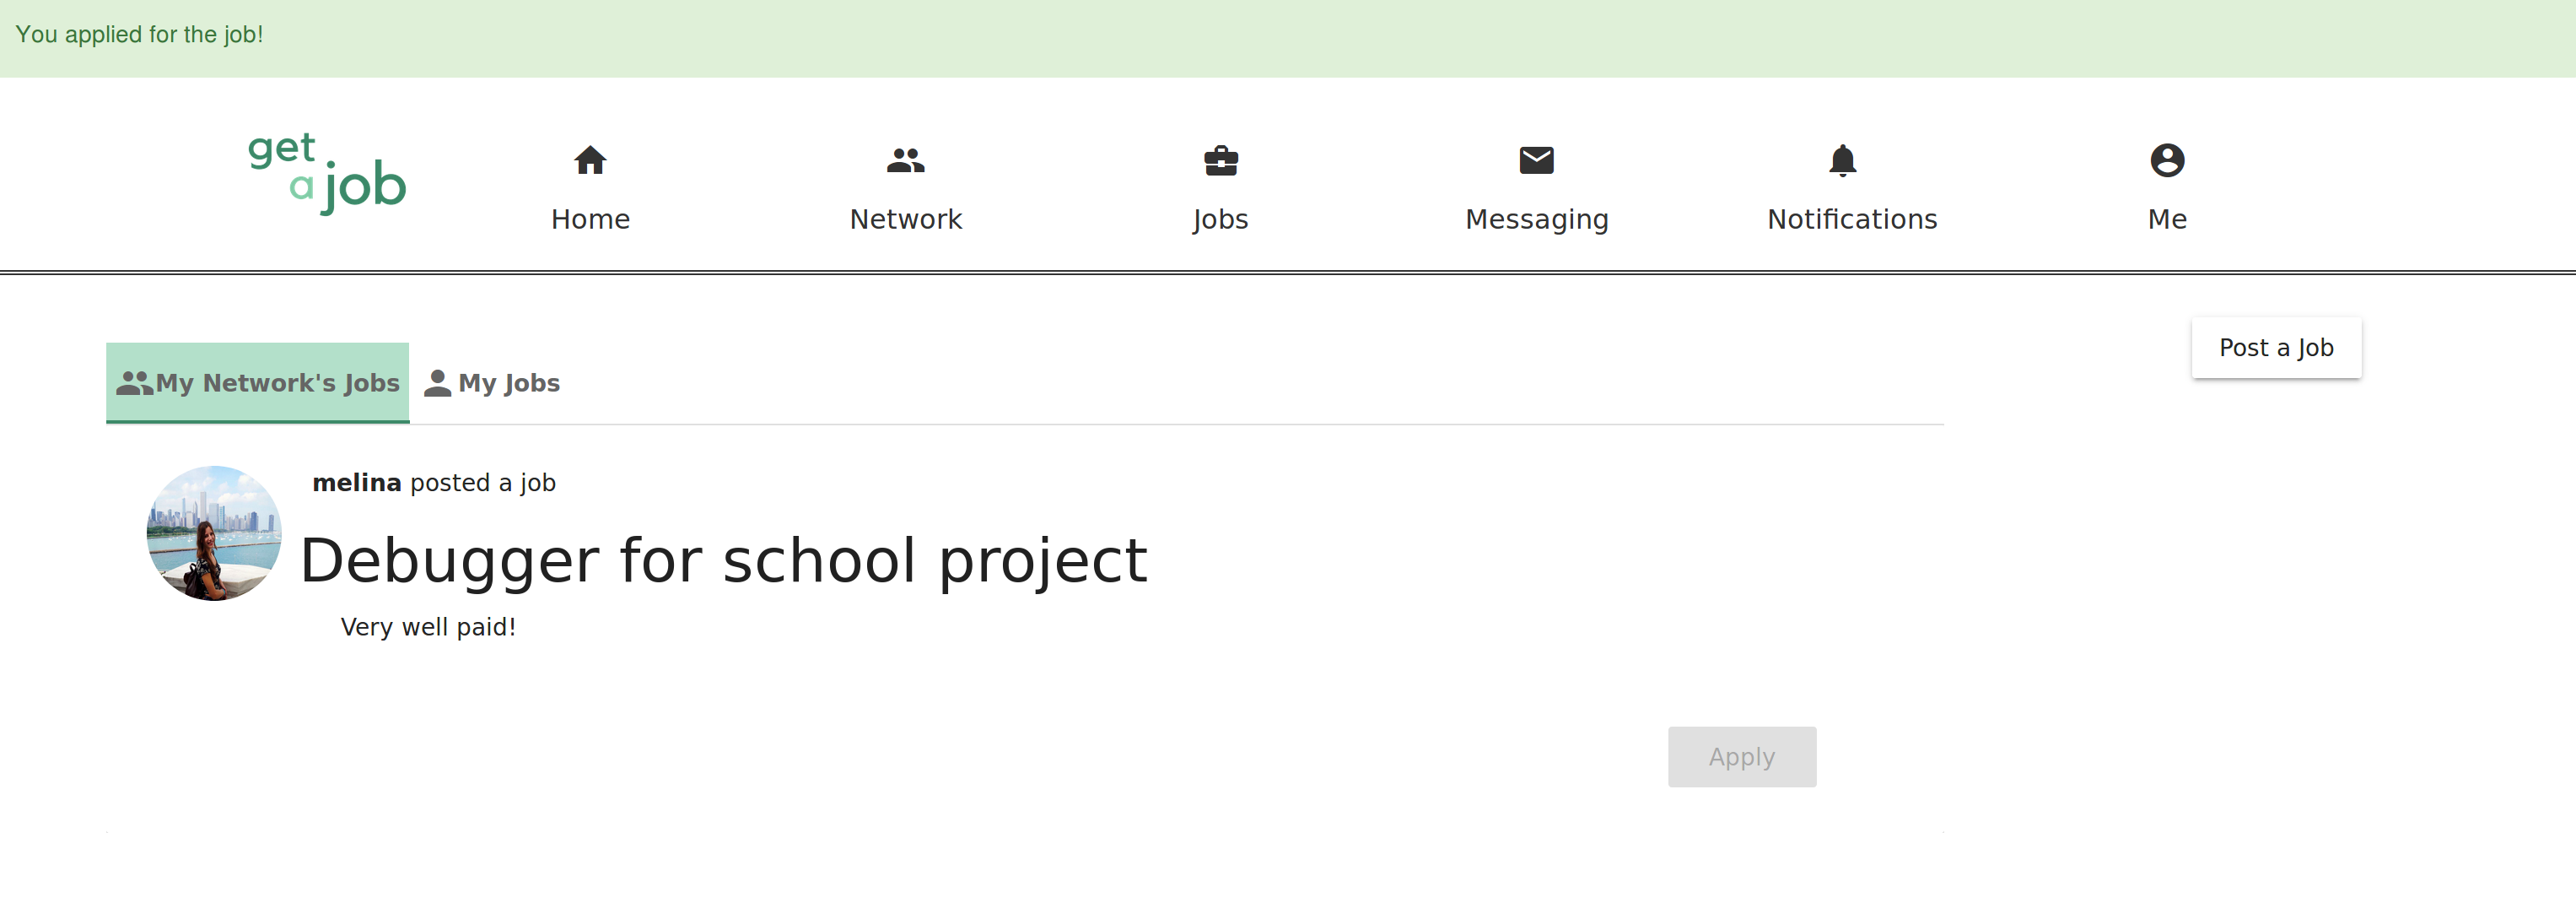 You applied for the job!
get
a job
Home
Network
Jobs
Messaging
Notifications
Me
Post a Job
My Network's Jobs
My Jobs
melina posted a job
Debugger for school project
Very well paid!
Apply